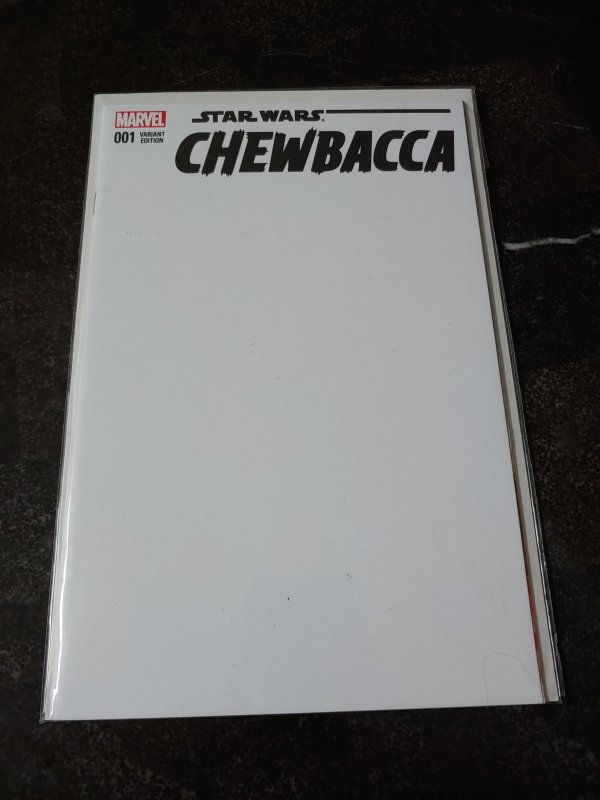 MARVEL
001 VARIANT EDITION
STAR WARS
CHEWBACCA